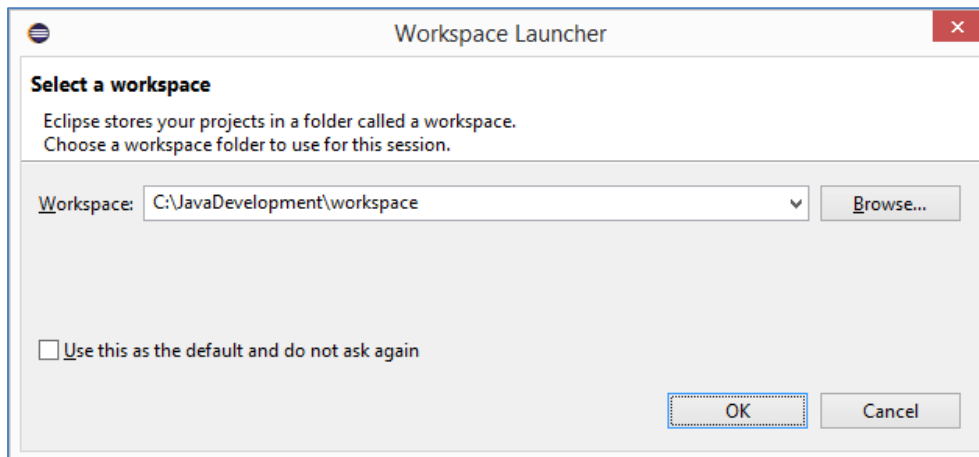 Workspace Launcher
Select a workspace
Eclipse stores your projects in a folder called a workspace.
Choose a workspace folder to use for this session.
Workspace: C:\JavaDevelopment\workspace Browse...
Use this as the default and do not ask again
OK Cancel